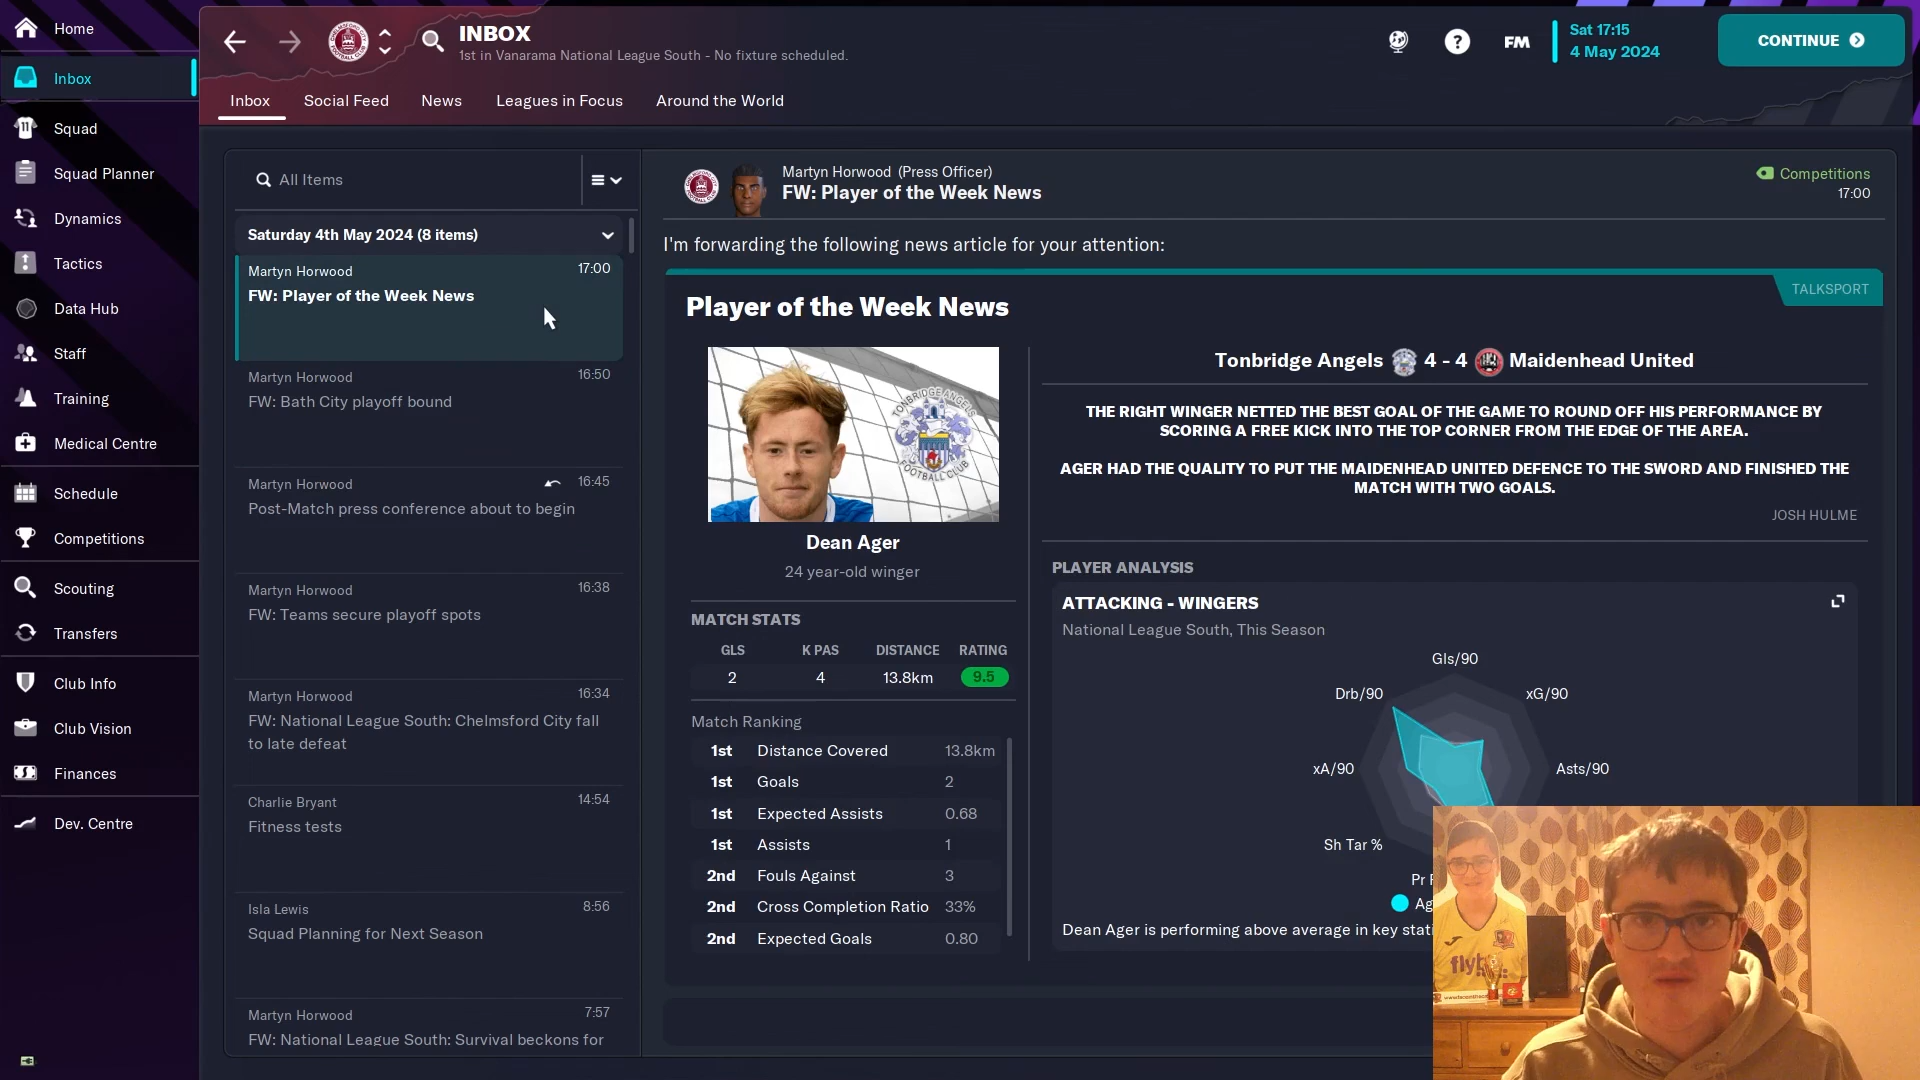 Home
Inbox
Squad
Squad Planner
Dynamics
Tactics
Data Hub
Staff
Training
Medical Centre
Schedule
Competitions
Scouting
Transfers
Club Info
Club Vision
Finances
Dev. Centre
INBOX
1st in Vanarama National League South - No fixture scheduled.
FM
Sat 17:15
4 May 2024
CONTINUE
Inbox
Social Feed
News
Leagues in Focus
Around the World
All Items
Saturday 4th May 2024 (8 items)
Martyn Horwood 17:00
FW: Player of the Week News
Martyn Horwood 16:50
FW: Bath City playoff bound
Martyn Horwood 16:45
Post-Match press conference about to begin
Martyn Horwood 16:38
FW: Teams secure playoff spots
Martyn Horwood 16:34
FW: National League South: Chelmsford City fall
to late defeat
Charlie Bryant 14:54
Fitness tests
Isla Lewis 8:56
Squad Planning for Next Season
Martyn Horwood 7:57
FW: National League South: Survival beckons for
Martyn Horwood (Press Officer)
FW: Player of the Week News
Competitions
17:00
I'm forwarding the following news article for your attention:
TALKSPORT
Player of the Week News
TONBRIDGE ANGELS
FOOTBALL CLUB
Dean Ager
24 year-old winger
MATCH STATS
GLS K PAS DISTANCE RATING
2 4 13.8km 9.5
Match Ranking
1st Distance Covered 13.8km
1st Goals 2
1st Expected Assists 0.68
1st Assists 1
2nd Fouls Against 3
2nd Cross Completion Ratio 33%
2nd Expected Goals 0.80
Tonbridge Angels 4 - 4 Maidenhead United
THE RIGHT WINGER NETTED THE BEST GOAL OF THE GAME TO ROUND OFF HIS PERFORMANCE BY
SCORING A FREE KICK INTO THE TOP CORNER FROM THE EDGE OF THE AREA.
AGER HAD THE QUALITY TO PUT THE MAIDENHEAD UNITED DEFENCE TO THE SWORD AND FINISHED THE
MATCH WITH TWO GOALS.
JOSH HULME
PLAYER ANALYSIS
ATTACKING - WINGERS
National League South, This Season
Gls/90
Drb/90
xG/90
xA/90
Asts/90
Sh Tar %
Pr
Ag
Dean Ager is performing above average in key stati
flyb